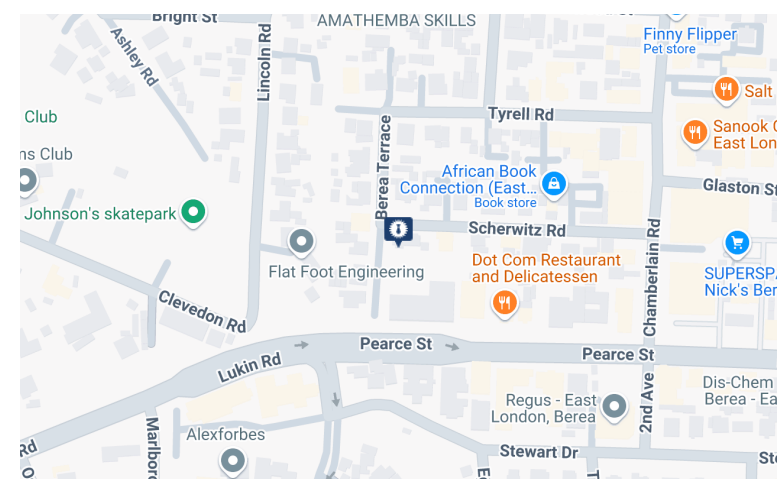 Bright St
AMATHEMBA SKILLS
Finny Flipper
Pet store
Ashley Rd
Lincoln Rd
Salt
Club
Tyrell Rd
Sanook
East Lon
Berea Terrace
ns Club
African Book
Connection (East...
Book store
Glaston St
Johnson's skatepark
Scherwitz Rd
Chamberlain Rd
Flat Foot Engineering
Dot Com Restaurant
and Delicatessen
SUPERSPA
Nick's Ber
Clevedon Rd
Pearce St
Pearce St
Lukin Rd
2nd Ave
Dis-Chem
Berea - Ea
Regus - East
London, Berea
Marlboro
Alexforbes
Rd
Stewart Dr